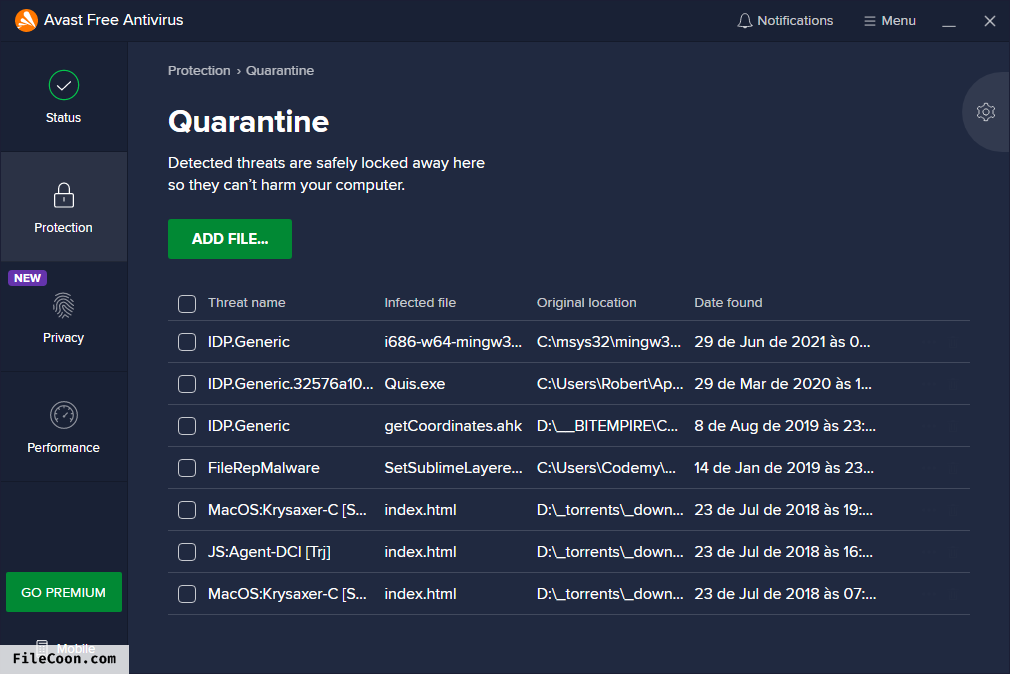 Avast Free Antivirus
Notifications
Menu
Status
Protection
NEW
Privacy
Performance
GO PREMIUM
Mobile
FileCoon.com
Protection › Quarantine
Quarantine
Detected threats are safely locked away here
so they can’t harm your computer.
ADD FILE...
Threat name Infected file Original location Date found
IDP.Generic i686-w64-mingw3... C:\msys32\mingw3... 29 de Jun de 2021 às 0...
IDP.Generic.32576a10... Quis.exe C:\Users\Robert\Ap... 29 de Mar de 2020 às 1...
IDP.Generic getCoordinates.ahk D:\__BITEMPIRE\C... 8 de Aug de 2019 às 23:...
FileRepMalware SetSublimeLayere... C:\Users\Codemy\... 14 de Jan de 2019 às 23...
MacOS:Krysaxer-C [S... index.html D:\_torrents\_down... 23 de Jul de 2018 às 19:...
JS:Agent-DCI [Trj] index.html D:\_torrents\_down... 23 de Jul de 2018 às 16:...
MacOS:Krysaxer-C [S... index.html D:\_torrents\_down... 23 de Jul de 2018 às 07:...